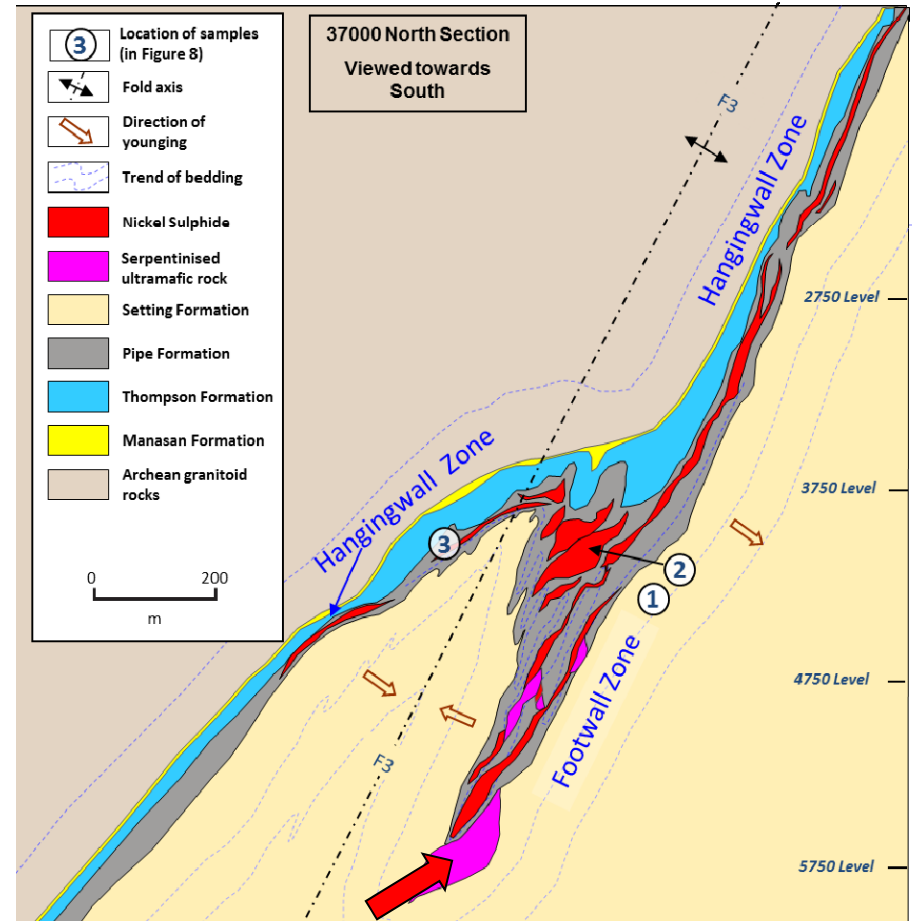 3
Location of samples
(in Figure 8)
Fold axis
Direction of
younging
Trend of bedding
Nickel Sulphide
Serpentinised
ultramafic rock
Setting Formation
Pipe Formation
Thompson Formation
Manasan Formation
Archean granitoid
rocks
0
200
m
37000 North Section
Viewed towards
South
F3
Hangingwall Zone
2750 Level
Hangingwall Zone
3750 Level
3
2
1
4750 Level
Footwall Zone
F3
5750 Level